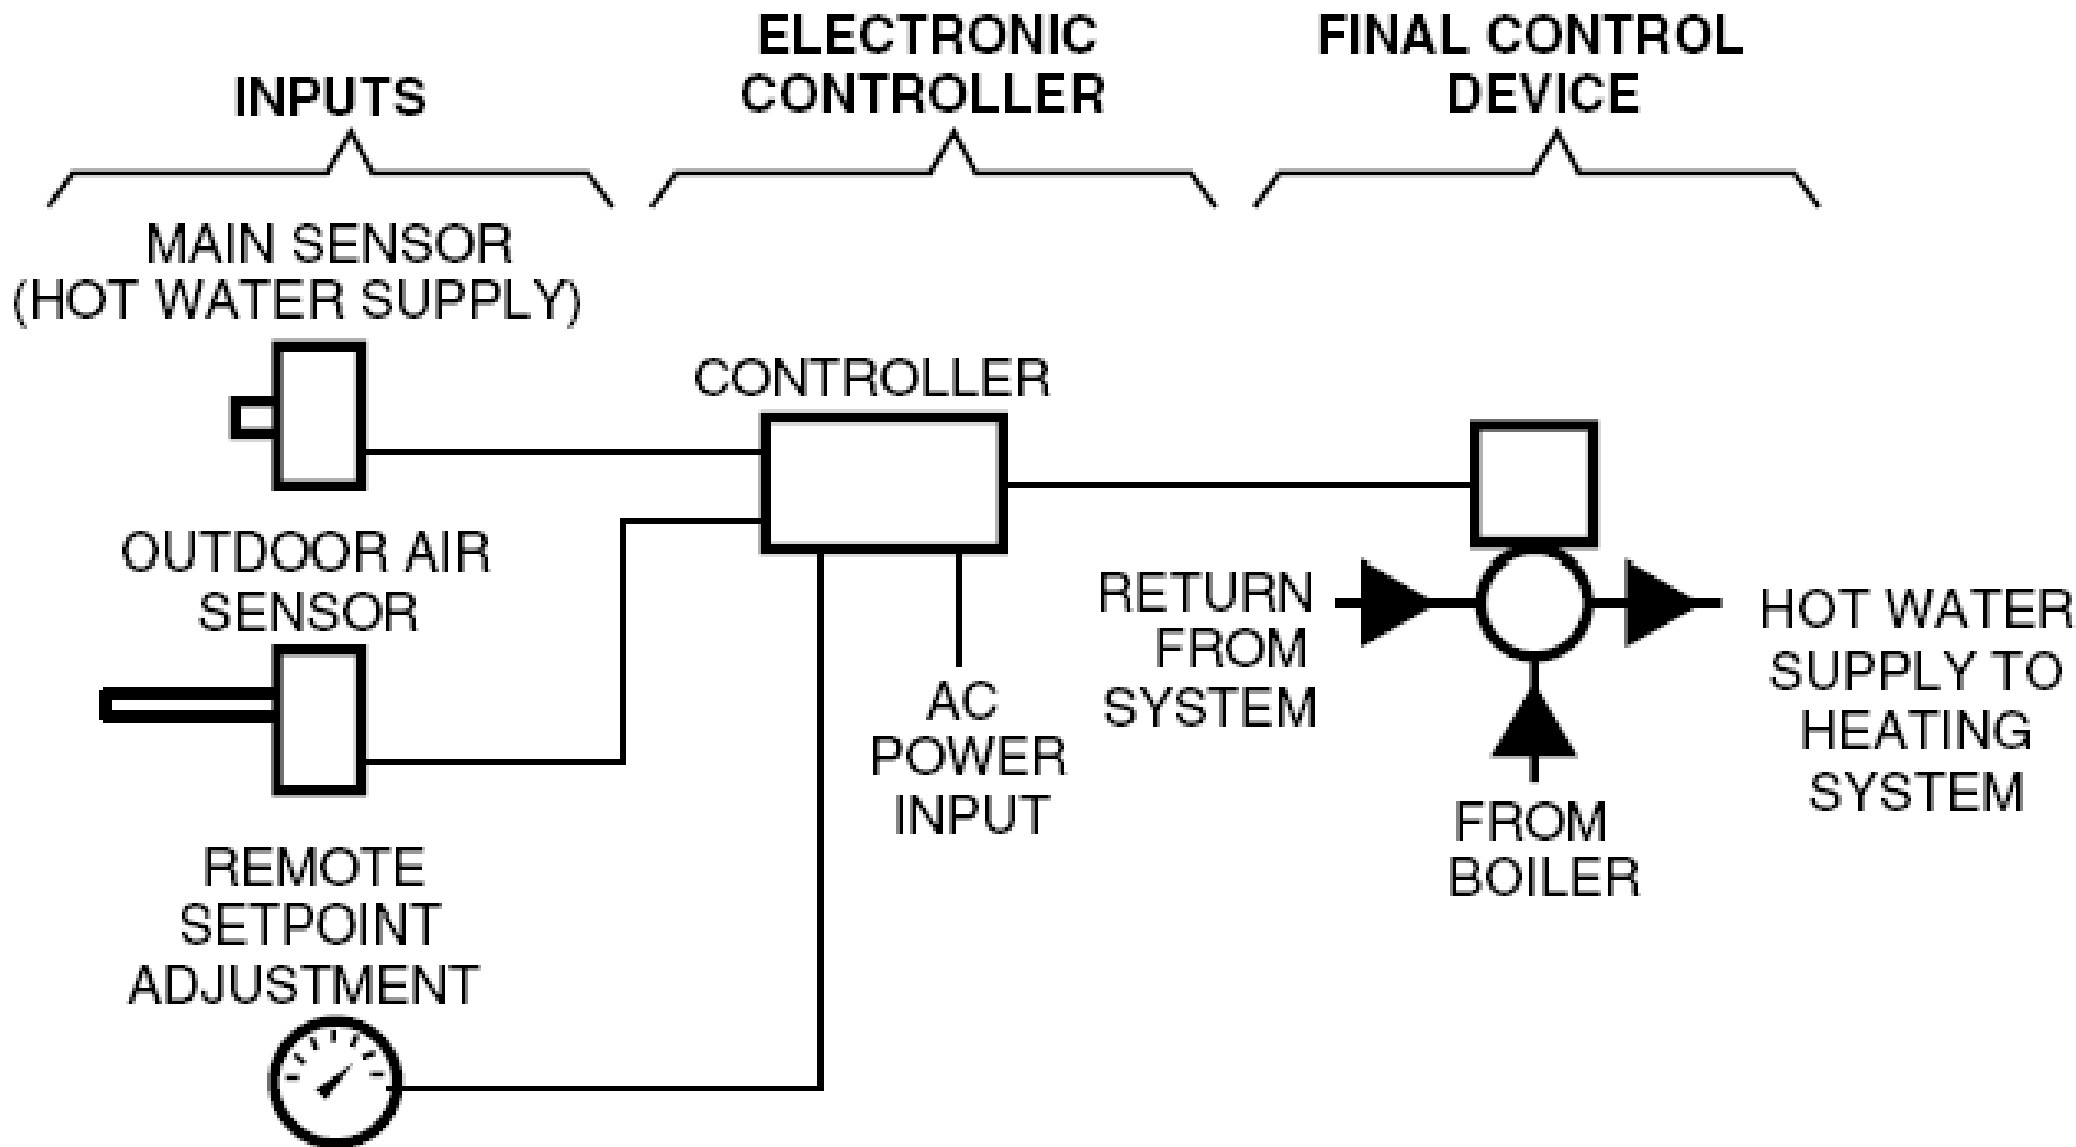 INPUTS
ELECTRONIC
CONTROLLER
FINAL CONTROL
DEVICE
MAIN SENSOR
(HOT WATER SUPPLY)
OUTDOOR AIR
SENSOR
REMOTE
SETPOINT
ADJUSTMENT
CONTROLLER
AC
POWER
INPUT
RETURN
FROM
SYSTEM
FROM
BOILER
HOT WATER
SUPPLY TO
HEATING
SYSTEM